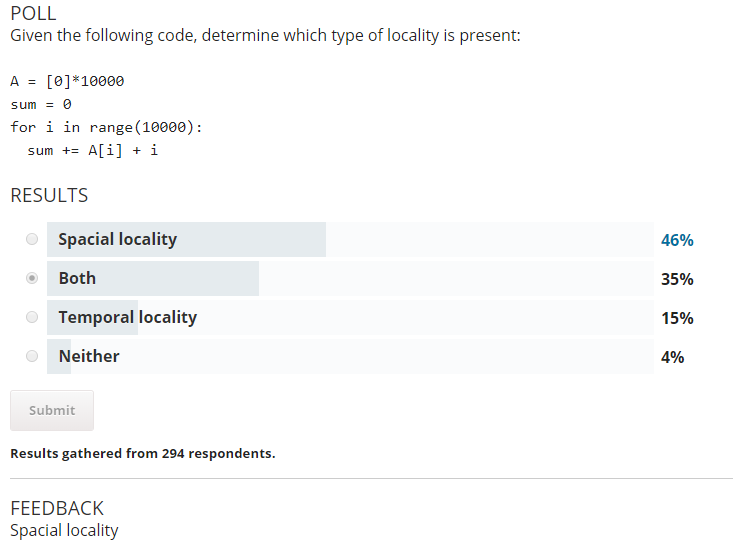 POLL
Given the following code, determine which type of locality is present:
A = [0]*10000
sum = 0
for i in range(10000):
  sum += A[i] + i
RESULTS
Spacial locality 46%
Both 35%
Temporal locality 15%
Neither 4%
Submit
Results gathered from 294 respondents.
FEEDBACK
Spacial locality